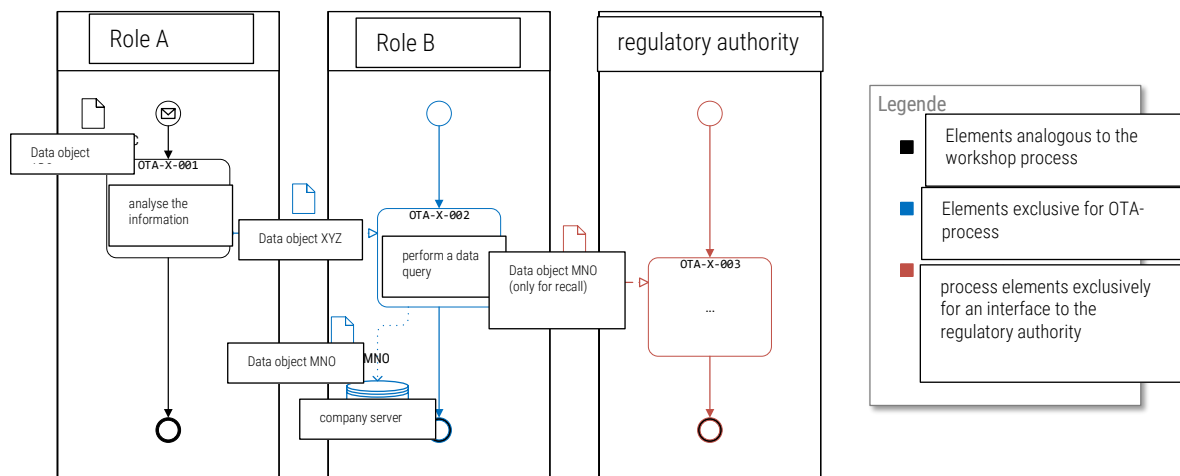 Role A
Role B
regulatory authority
Legende
Elements analogous to the
workshop process
Elements exclusive for OTA-
process
process elements exclusively
for an interface to the
regulatory authority
Data object
OTA-X-001
analyse the
information
Data object XYZ
OTA-X-002
perform a data
query
Data object MNO
(only for recall)
OTA-X-003
...
Data object MNO
MNO
company server